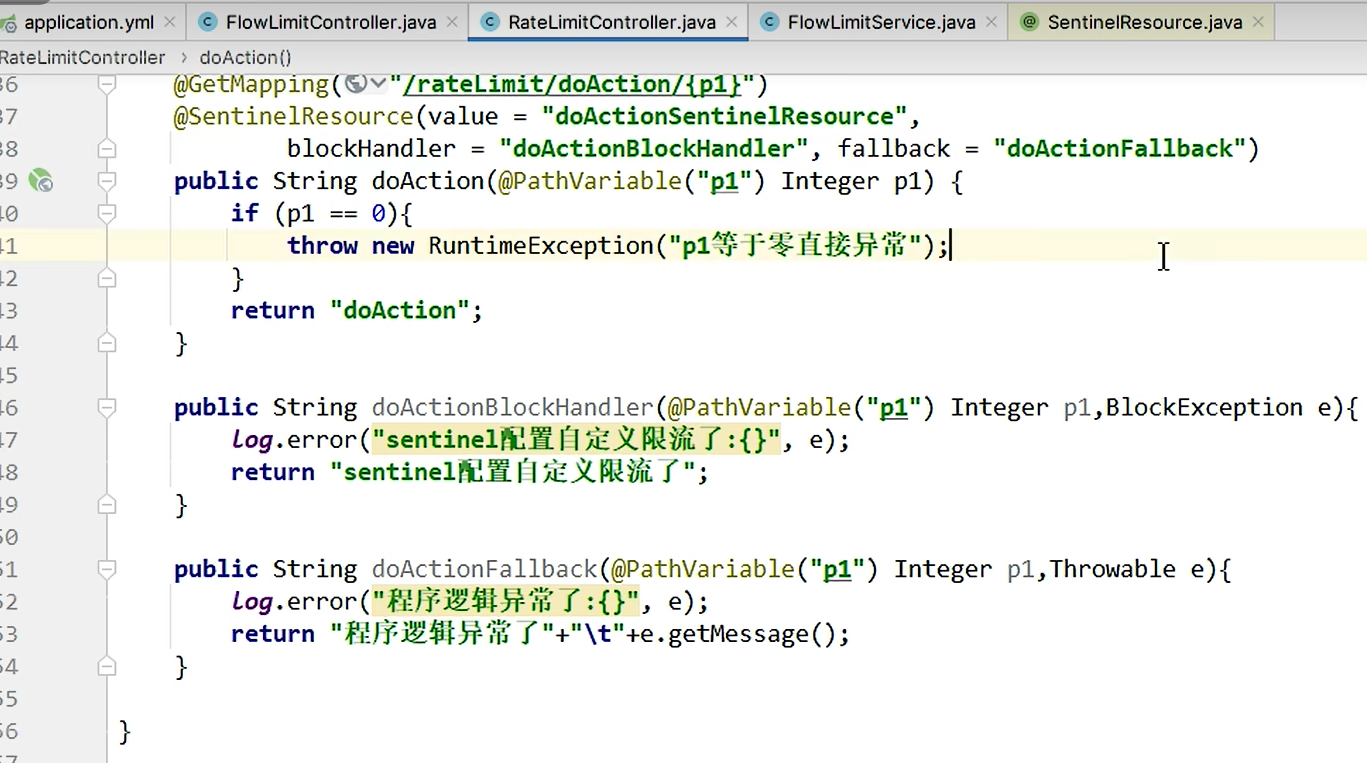 application.yml FlowLimitController.java RateLimitController.java FlowLimitService.java SentinelResource.java
RateLimitController › doAction()
36 @GetMapping("/rateLimit/doAction/{p1}")
37 @SentinelResource(value = "doActionSentinelResource",
38 blockHandler = "doActionBlockHandler", fallback = "doActionFallback")
39 public String doAction(@PathVariable("p1") Integer p1) {
40 if (p1 == 0){
41 throw new RuntimeException("p1等于零直接异常");
42 }
43 return "doAction";
44 }
45
46 public String doActionBlockHandler(@PathVariable("p1") Integer p1,BlockException e){
47 log.error("sentinel配置自定义限流了:{}", e);
48 return "sentinel配置自定义限流了";
49 }
50
51 public String doActionFallback(@PathVariable("p1") Integer p1,Throwable e){
52 log.error("程序逻辑异常了:{}", e);
53 return "程序逻辑异常了"+"\t"+e.getMessage();
54 }
55
56 }
57